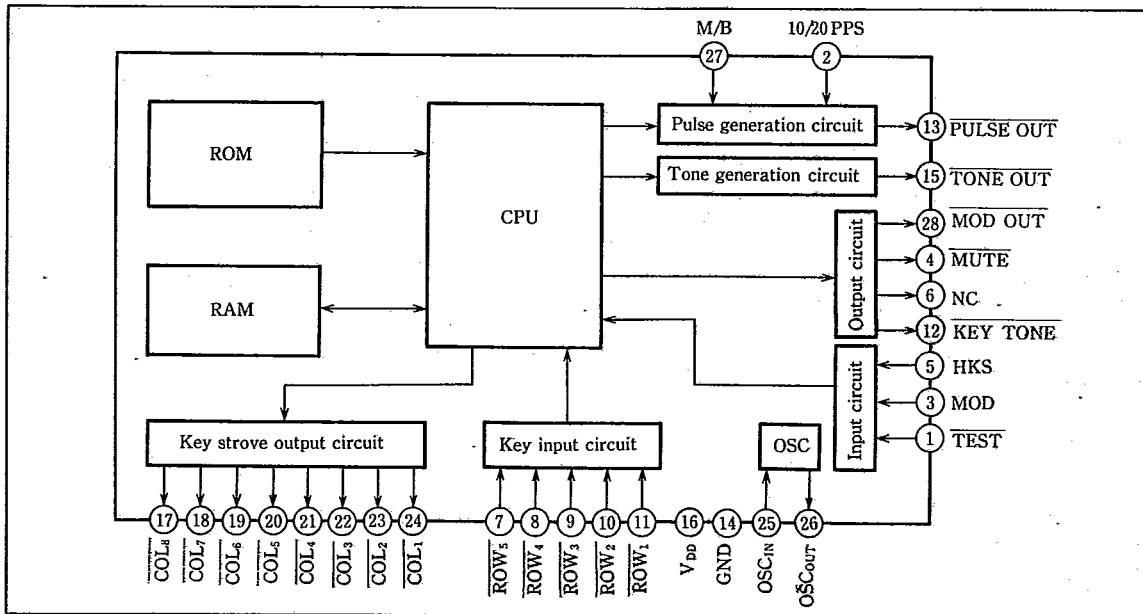 M/B
10/20 PPS
27
2
ROM
CPU
Pulse generation circuit
13 PULSE OUT
Tone generation circuit
15 TONE OUT
Output circuit
28 MOD OUT
4 MUTE
6 NC
12 KEY TONE
RAM
Input circuit
5 HKS
3 MOD
1 TEST
Key strove output circuit
Key input circuit
OSC
17 18 19 20 21 22 23 24 7 8 9 10 11 16 14 25 26
COL8
COL7
COL6
COL5
COL4
COL3
COL2
COL1
ROW5
ROW4
ROW3
ROW2
ROW1
VDD
GND
OSCIN
OSCOUT